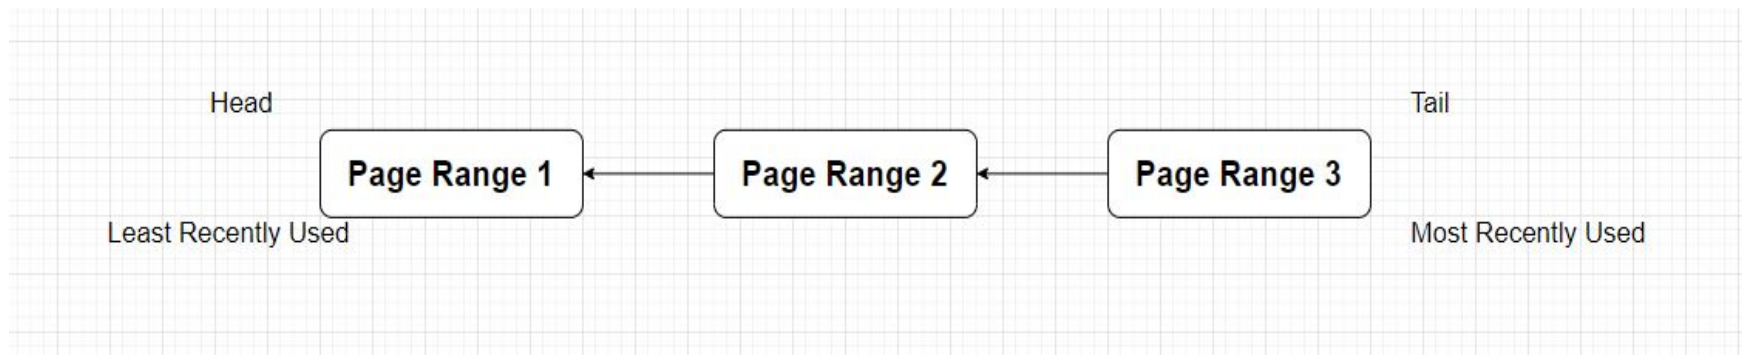 Head
Tail
Page Range 1
Page Range 2
Page Range 3
Least Recently Used
Most Recently Used